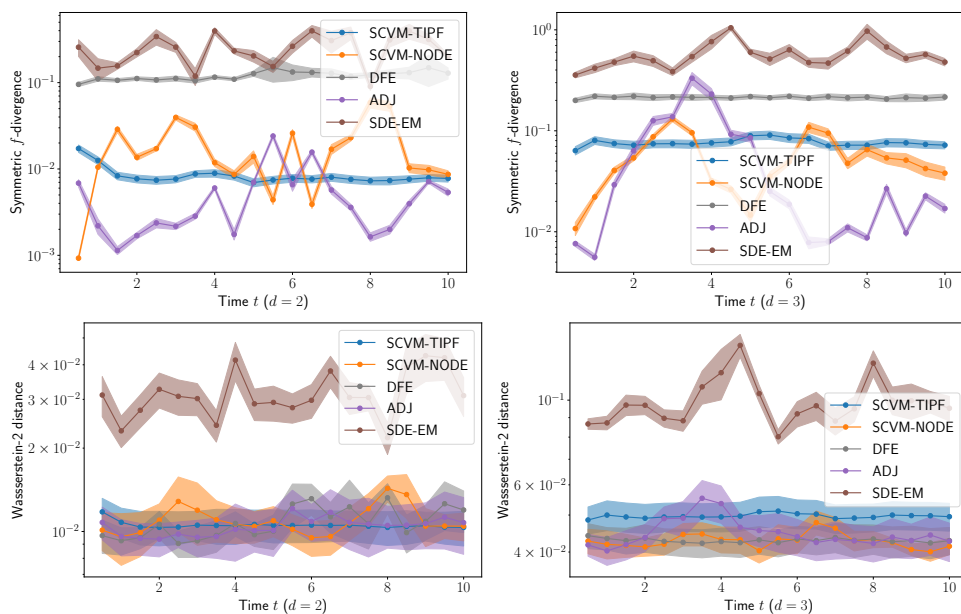 Symmetric f-divergence
10⁻¹
10⁻²
10⁻³
SCVM-TIPF
SCVM-NODE
DFE
ADJ
SDE-EM
2 4 6 8 10
Time t (d = 2)
Symmetric f-divergence
10⁰
10⁻¹
10⁻²
SCVM-TIPF
SCVM-NODE
DFE
ADJ
SDE-EM
2 4 6 8 10
Time t (d = 3)
Wasserstein-2 distance
4 × 10⁻²
3 × 10⁻²
2 × 10⁻²
10⁻²
SCVM-TIPF
SCVM-NODE
DFE
ADJ
SDE-EM
2 4 6 8 10
Time t (d = 2)
Wasserstein-2 distance
10⁻¹
6 × 10⁻²
4 × 10⁻²
SCVM-TIPF
SCVM-NODE
DFE
ADJ
SDE-EM
2 4 6 8 10
Time t (d = 3)